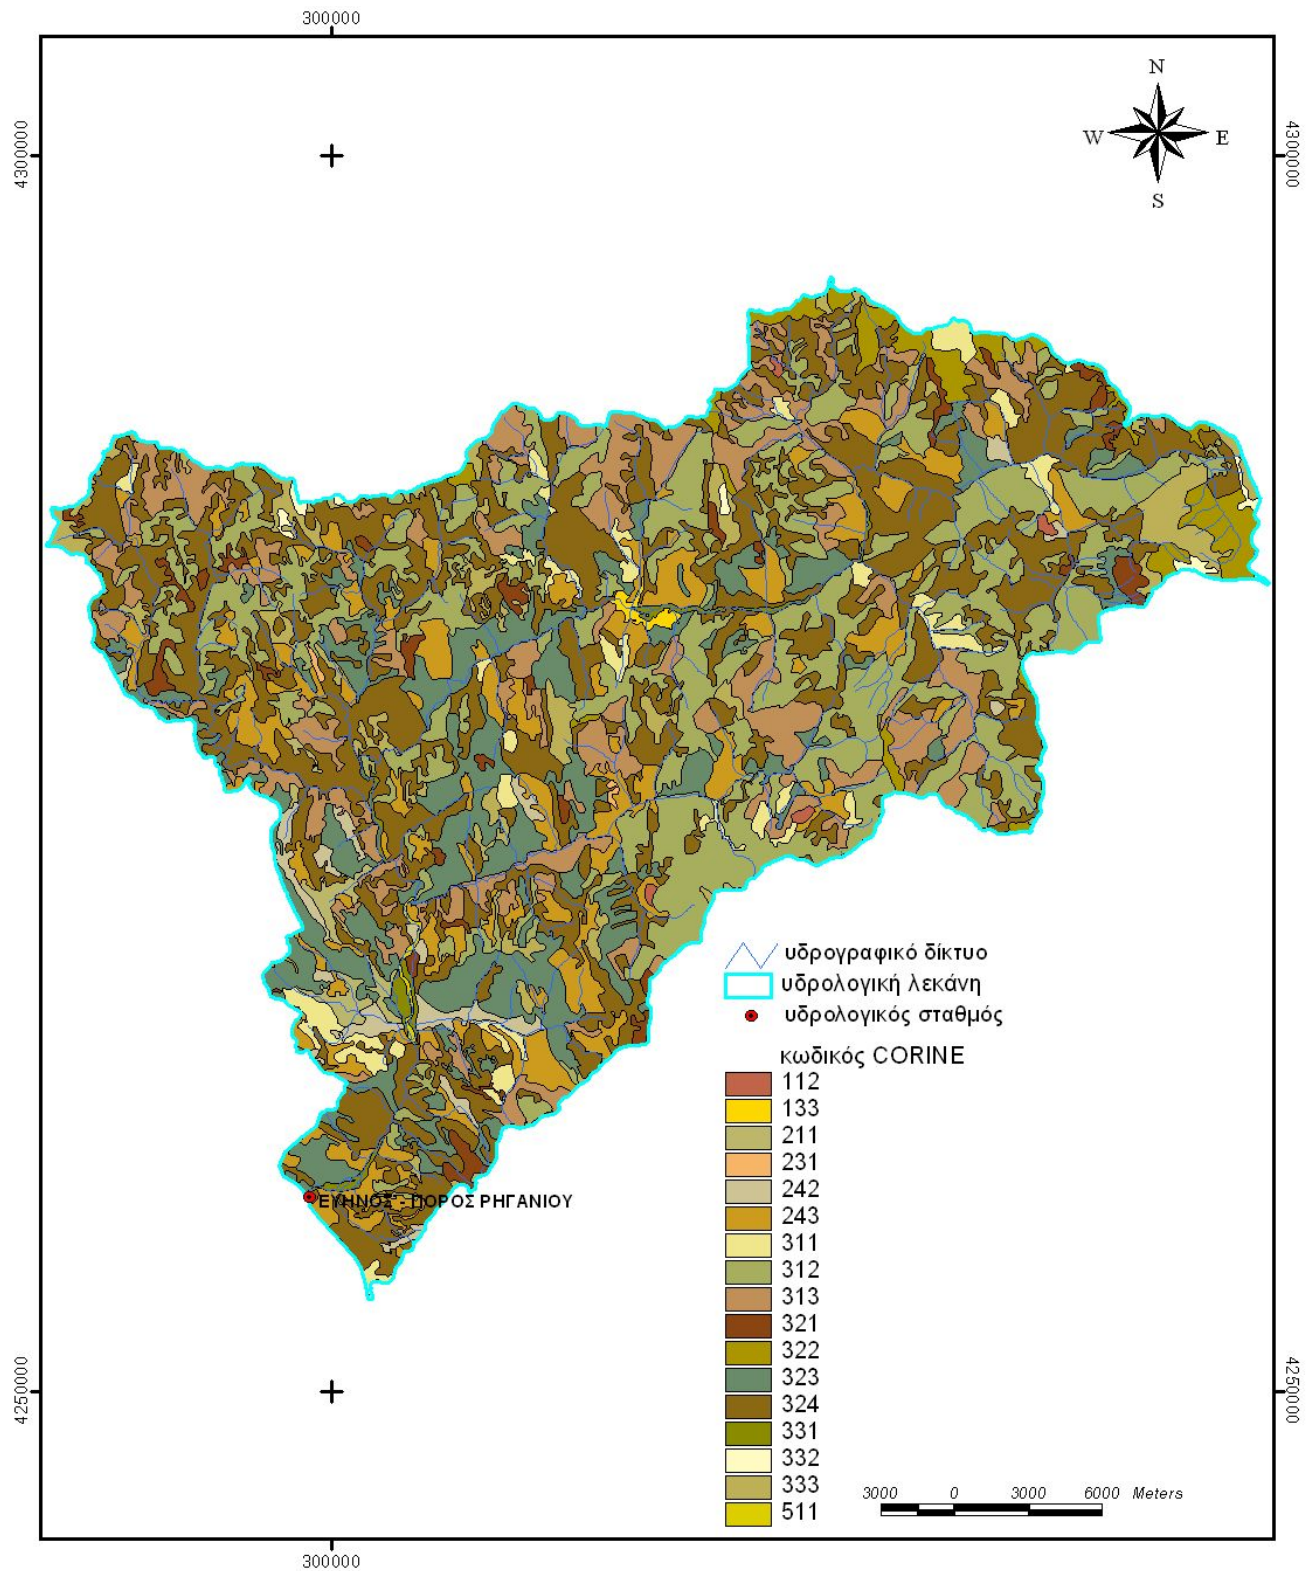 300000
4300000
4300000
N
W E
S
υδρογραφικό δίκτυο
υδρολογική λεκάνη
υδρολογικός σταθμός
κωδικός CORINE
112
133
211
231
242
243
311
312
313
321
322
323
324
331
332
333
511
ΕΥΗΝΟΣ - ΠΟΡΟΣ ΡΗΓΑΝΙΟΥ
4250000
4250000
3000 0 3000 6000 Meters
300000